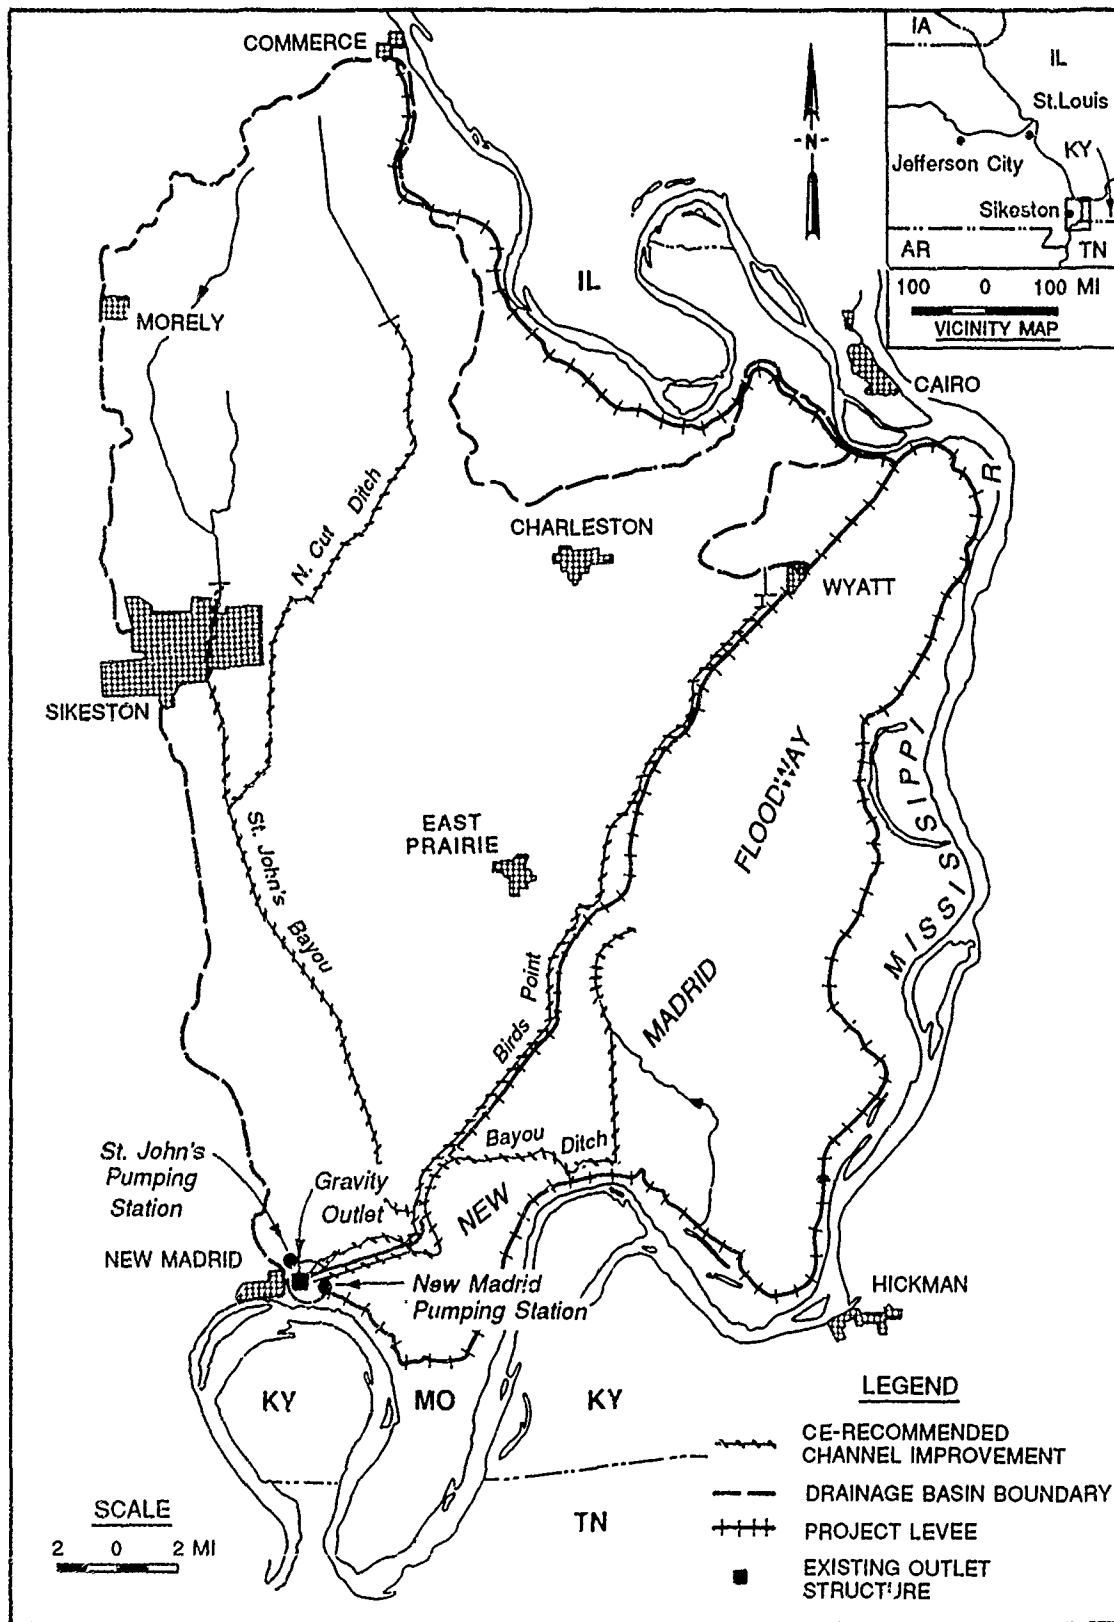 COMMERCE
N
IA
IL
St.Louis
KY
Jefferson City
Sikeston
AR
TN
100 0 100 MI
VICINITY MAP
IL
MORELY
CAIRO
N. Cut Ditch
CHARLESTON
WYATT
SIKESTON
EAST
PRAIRIE
St. John's Bayou
FLOODWAY
MISSISSIPPI R
Birds Point
MADRID
NEW
Bayou Ditch
St. John's
Pumping
Station
Gravity
Outlet
NEW MADRID
New Madrid
Pumping Station
HICKMAN
KY
MO
KY
TN
LEGEND
CE-RECOMMENDED
CHANNEL IMPROVEMENT
DRAINAGE BASIN BOUNDARY
PROJECT LEVEE
EXISTING OUTLET
STRUCTURE
SCALE
2 0 2 MI